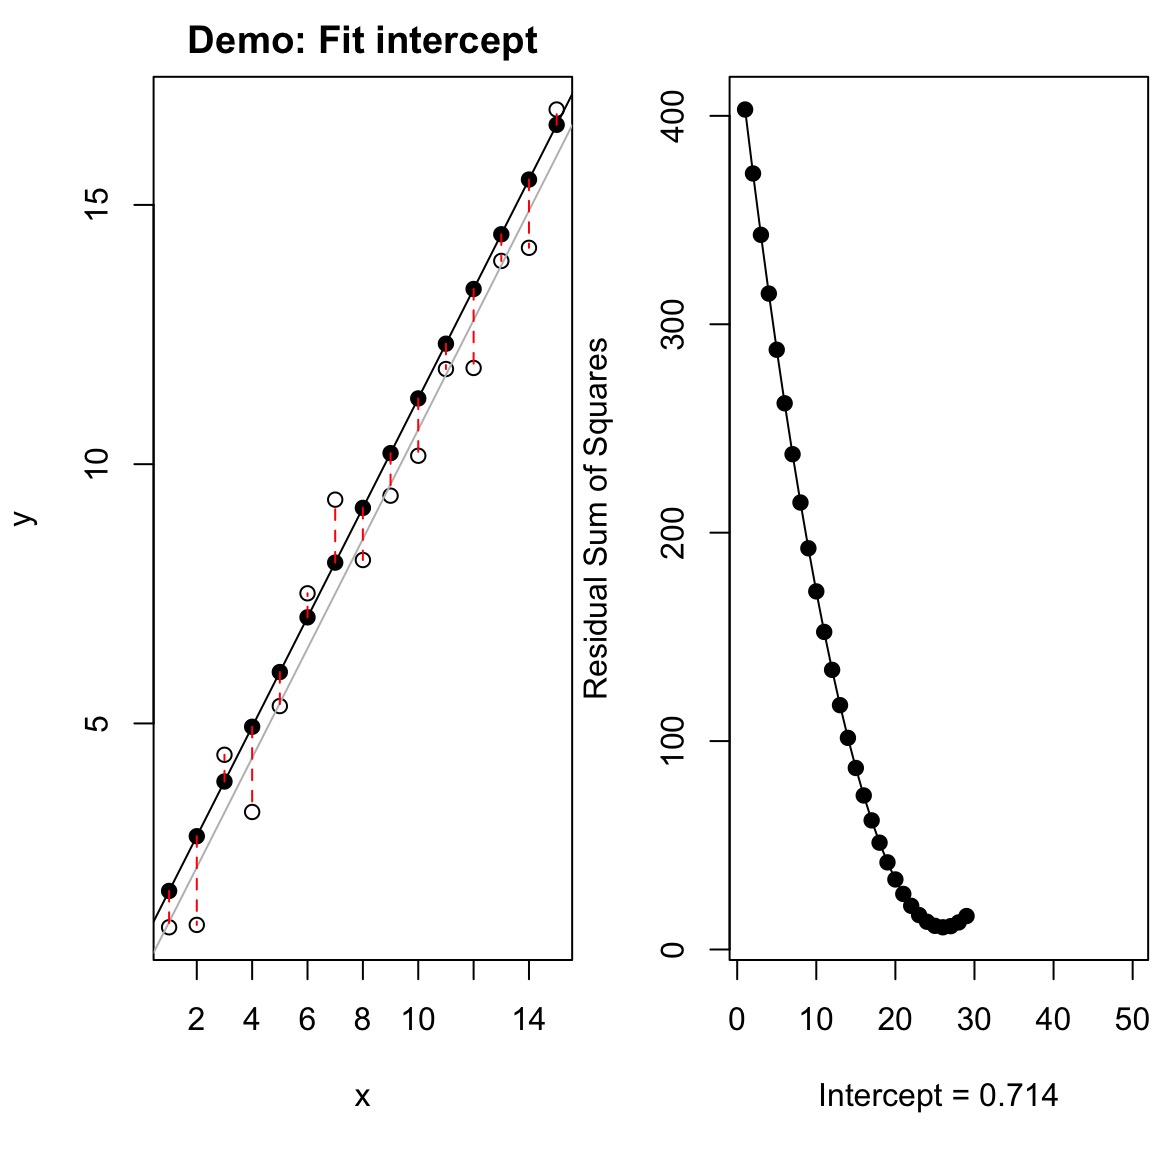 Demo: Fit intercept
y
15
10
5
2 4 6 8 10 14
x
Residual Sum of Squares
400
300
200
100
0
0 10 20 30 40 50
Intercept = 0.714